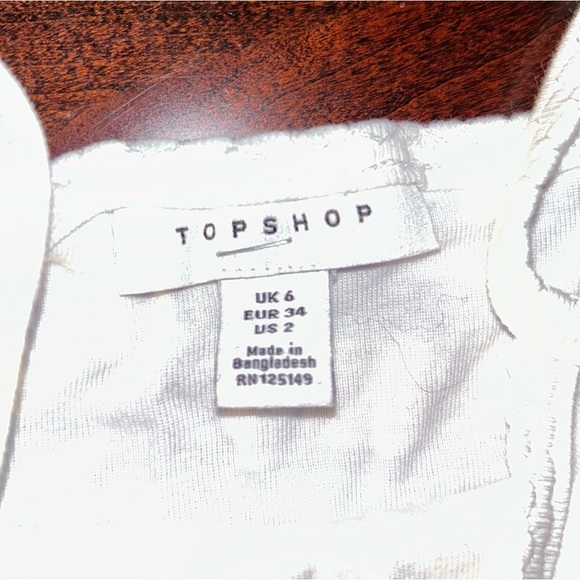 TOPSHOP
UK 6
EUR 34
US 2
Made in
Bangladesh
RN125149